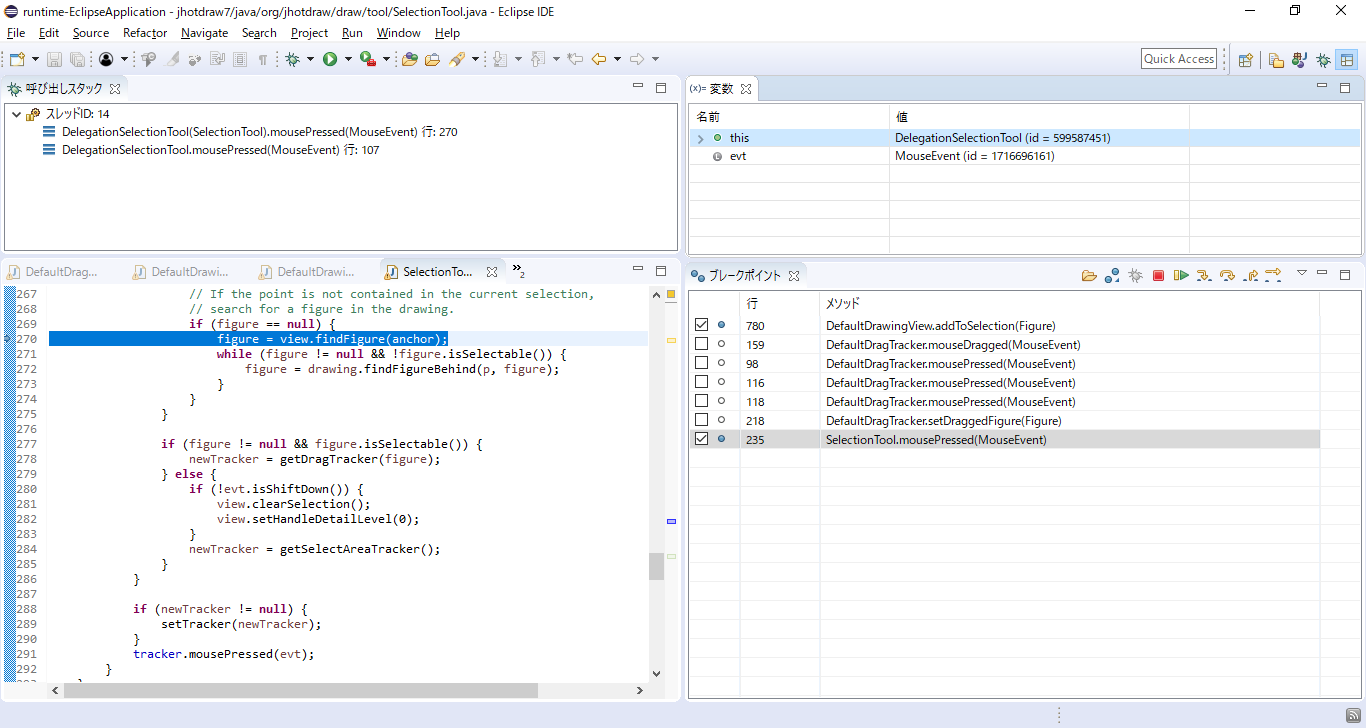 runtime-EclipseApplication - jhotdraw7/java/org/jhotdraw/draw/tool/SelectionTool.java - Eclipse IDE
File Edit Source Refactor Navigate Search Project Run Window Help
Quick Access
呼び出しスタック
スレッドID: 14
DelegationSelectionTool(SelectionTool).mousePressed(MouseEvent) 行: 270
DelegationSelectionTool.mousePressed(MouseEvent) 行: 107
(x)= 変数
名前 値
this DelegationSelectionTool (id = 599587451)
evt MouseEvent (id = 1716696161)
DefaultDrag... DefaultDrawi... DefaultDrawi... SelectionTo... »2
267 // If the point is not contained in the current selection,
268 // search for a figure in the drawing.
269 if (figure == null) {
270 figure = view.findFigure(anchor);
271 while (figure != null && !figure.isSelectable()) {
272 figure = drawing.findFigureBehind(p, figure);
273 }
274 }
275 }
276
277 if (figure != null && figure.isSelectable()) {
278 newTracker = getDragTracker(figure);
279 } else {
280 if (!evt.isShiftDown()) {
281 view.clearSelection();
282 view.setHandleDetailLevel(0);
283 }
284 newTracker = getSelectAreaTracker();
285 }
286 }
287
288 if (newTracker != null) {
289 setTracker(newTracker);
290 }
291 tracker.mousePressed(evt);
292 }
ブレークポイント
行 メソッド
780 DefaultDrawingView.addToSelection(Figure)
159 DefaultDragTracker.mouseDragged(MouseEvent)
98 DefaultDragTracker.mousePressed(MouseEvent)
116 DefaultDragTracker.mousePressed(MouseEvent)
118 DefaultDragTracker.mousePressed(MouseEvent)
218 DefaultDragTracker.setDraggedFigure(Figure)
235 SelectionTool.mousePressed(MouseEvent)